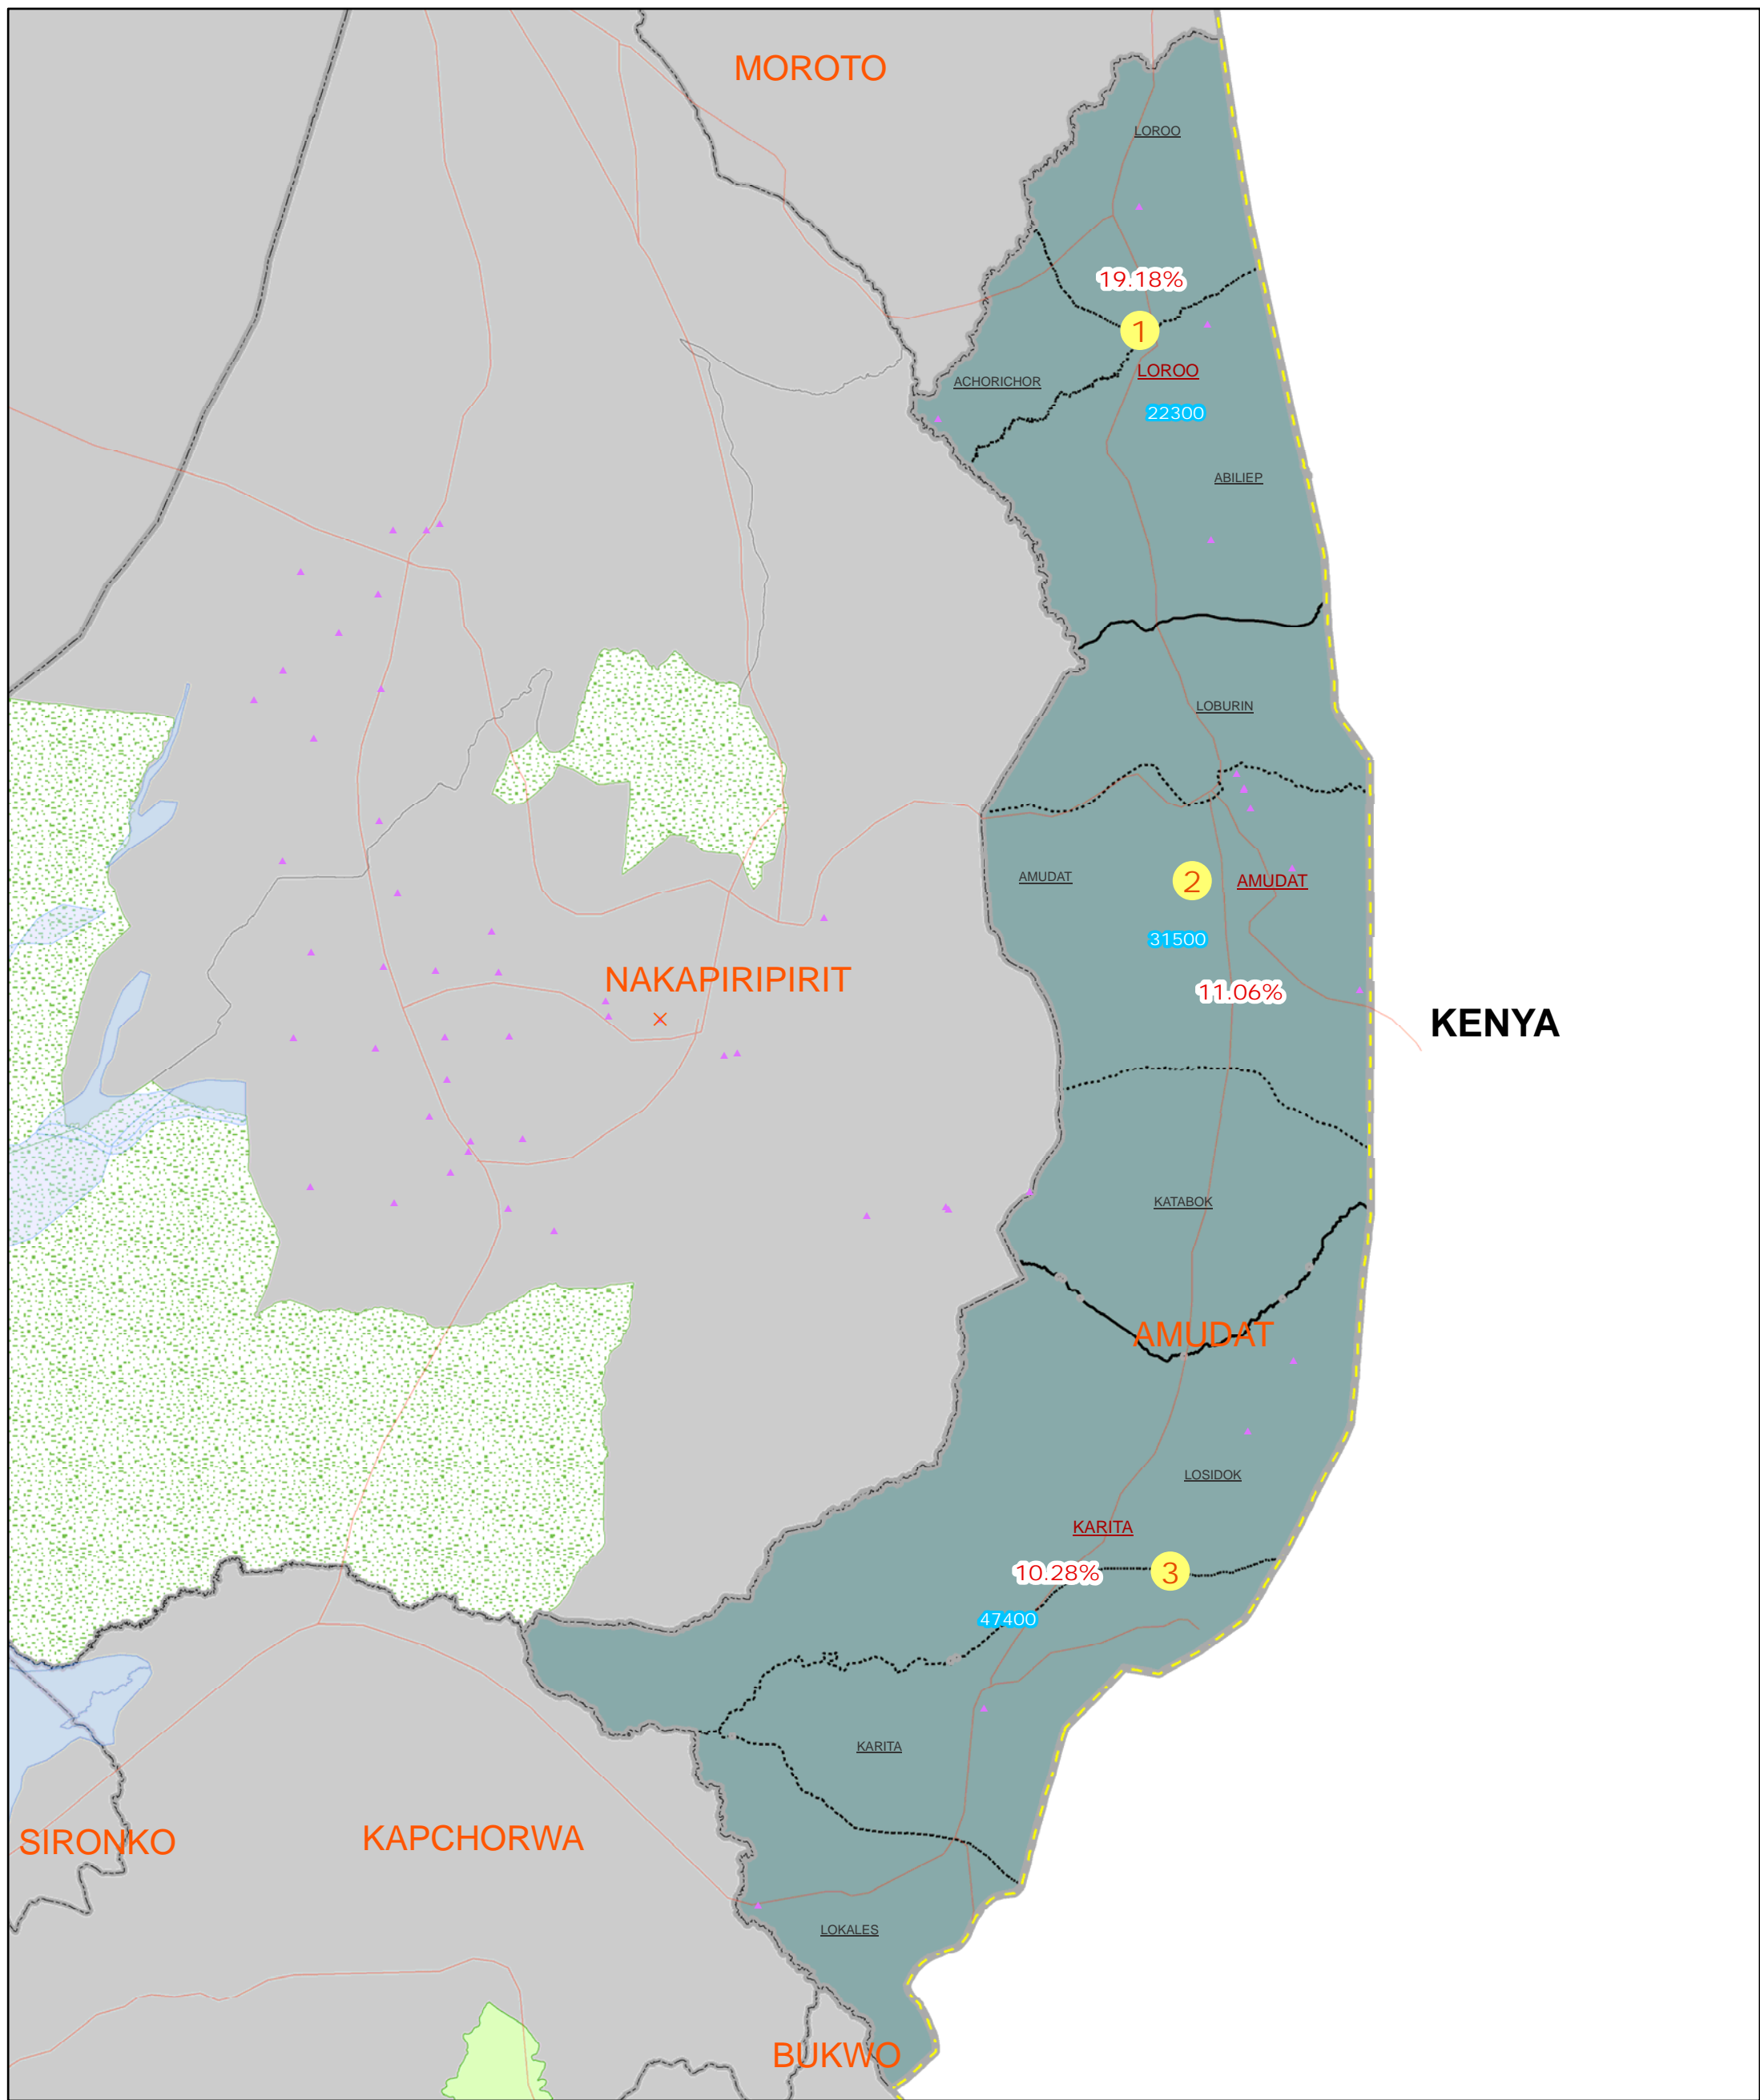 MOROTO
LOROO
19.18%
1
LOROO
ACHORICHOR
22300
ABILIEP
LOBURIN
AMUDAT
2
AMUDAT
31500
NAKAPIRIPIRIT
11.06%
KENYA
KATABOK
AMUDAT
LOSIDOK
KARITA
10.28%
3
47400
KARITA
SIRONKO
KAPCHORWA
LOKALES
BUKWO